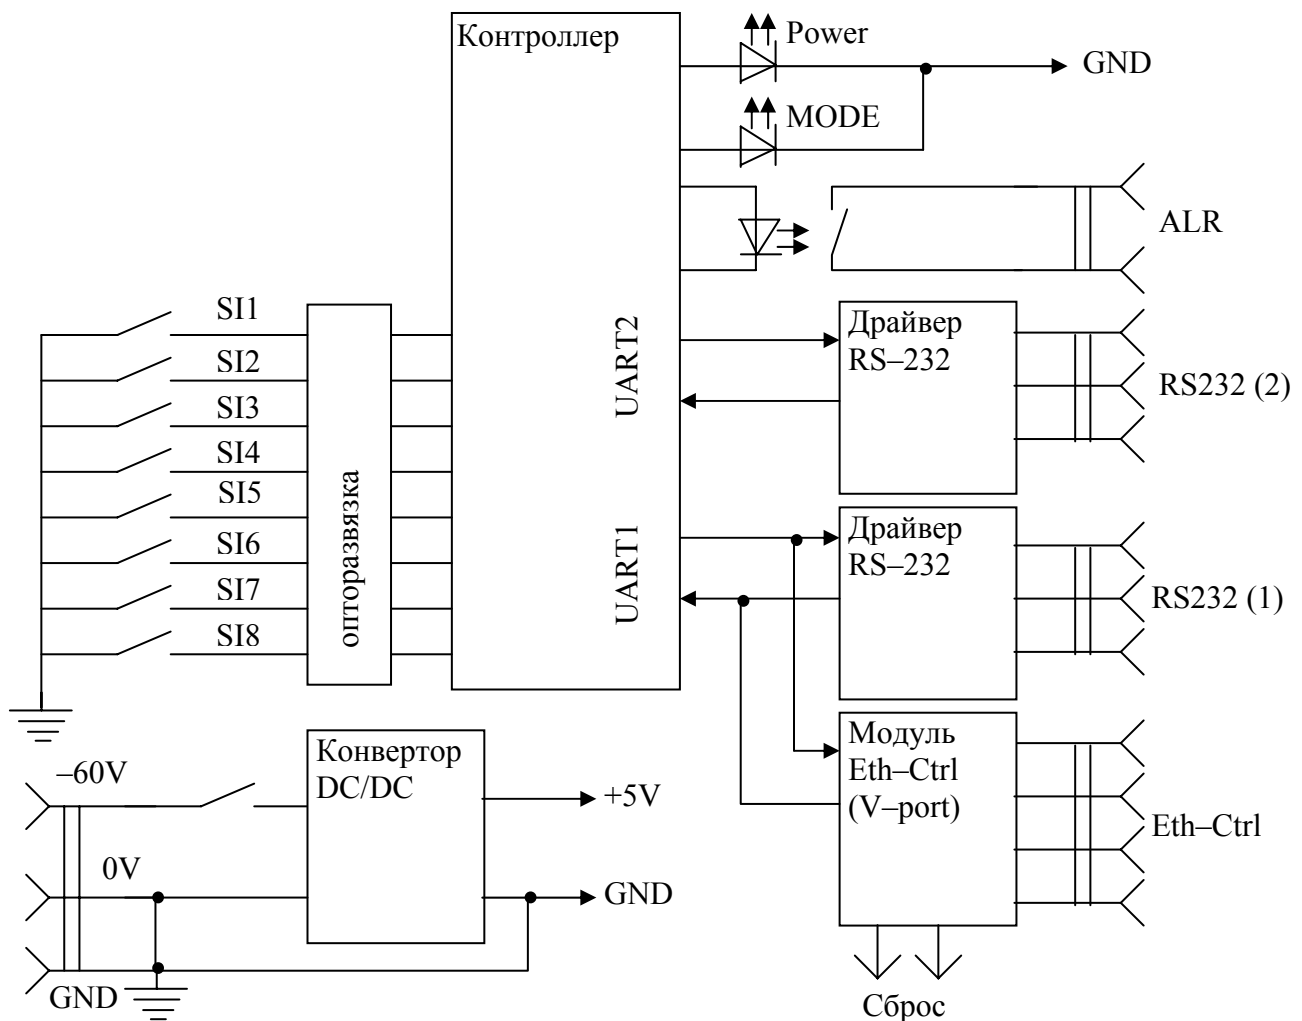 Контроллер
Power
GND
MODE
ALR
SI1
SI2
SI3
SI4
SI5
SI6
SI7
SI8
опторазвязка
UART2
UART1
Драйвер
RS–232
RS232 (2)
Драйвер
RS–232
RS232 (1)
Модуль
Eth–Ctrl
(V–port)
Eth–Ctrl
Сброс
–60V
0V
GND
Конвертор
DC/DC
+5V
GND